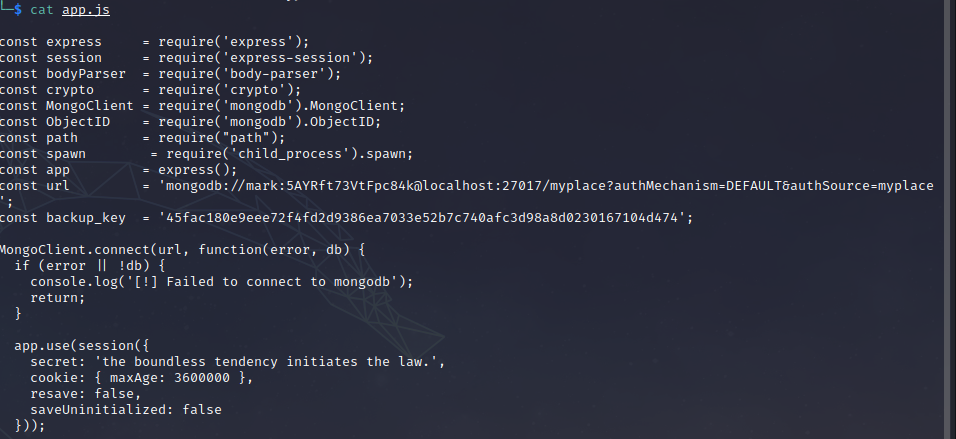 └─$ cat app.js
const express     = require('express');
const session     = require('express-session');
const bodyParser  = require('body-parser');
const crypto      = require('crypto');
const MongoClient = require('mongodb').MongoClient;
const ObjectID    = require('mongodb').ObjectID;
const path        = require("path");
const spawn        = require('child_process').spawn;
const app         = express();
const url         = 'mongodb://mark:5AYRft73VtFpc84k@localhost:27017/myplace?authMechanism=DEFAULT&authSource=myplace
';
const backup_key  = '45fac180e9eee72f4fd2d9386ea7033e52b7c740afc3d98a8d0230167104d474';
MongoClient.connect(url, function(error, db) {
  if (error || !db) {
    console.log('[!] Failed to connect to mongodb');
    return;
  }
  app.use(session({
    secret: 'the boundless tendency initiates the law.',
    cookie: { maxAge: 3600000 },
    resave: false,
    saveUninitialized: false
  }));